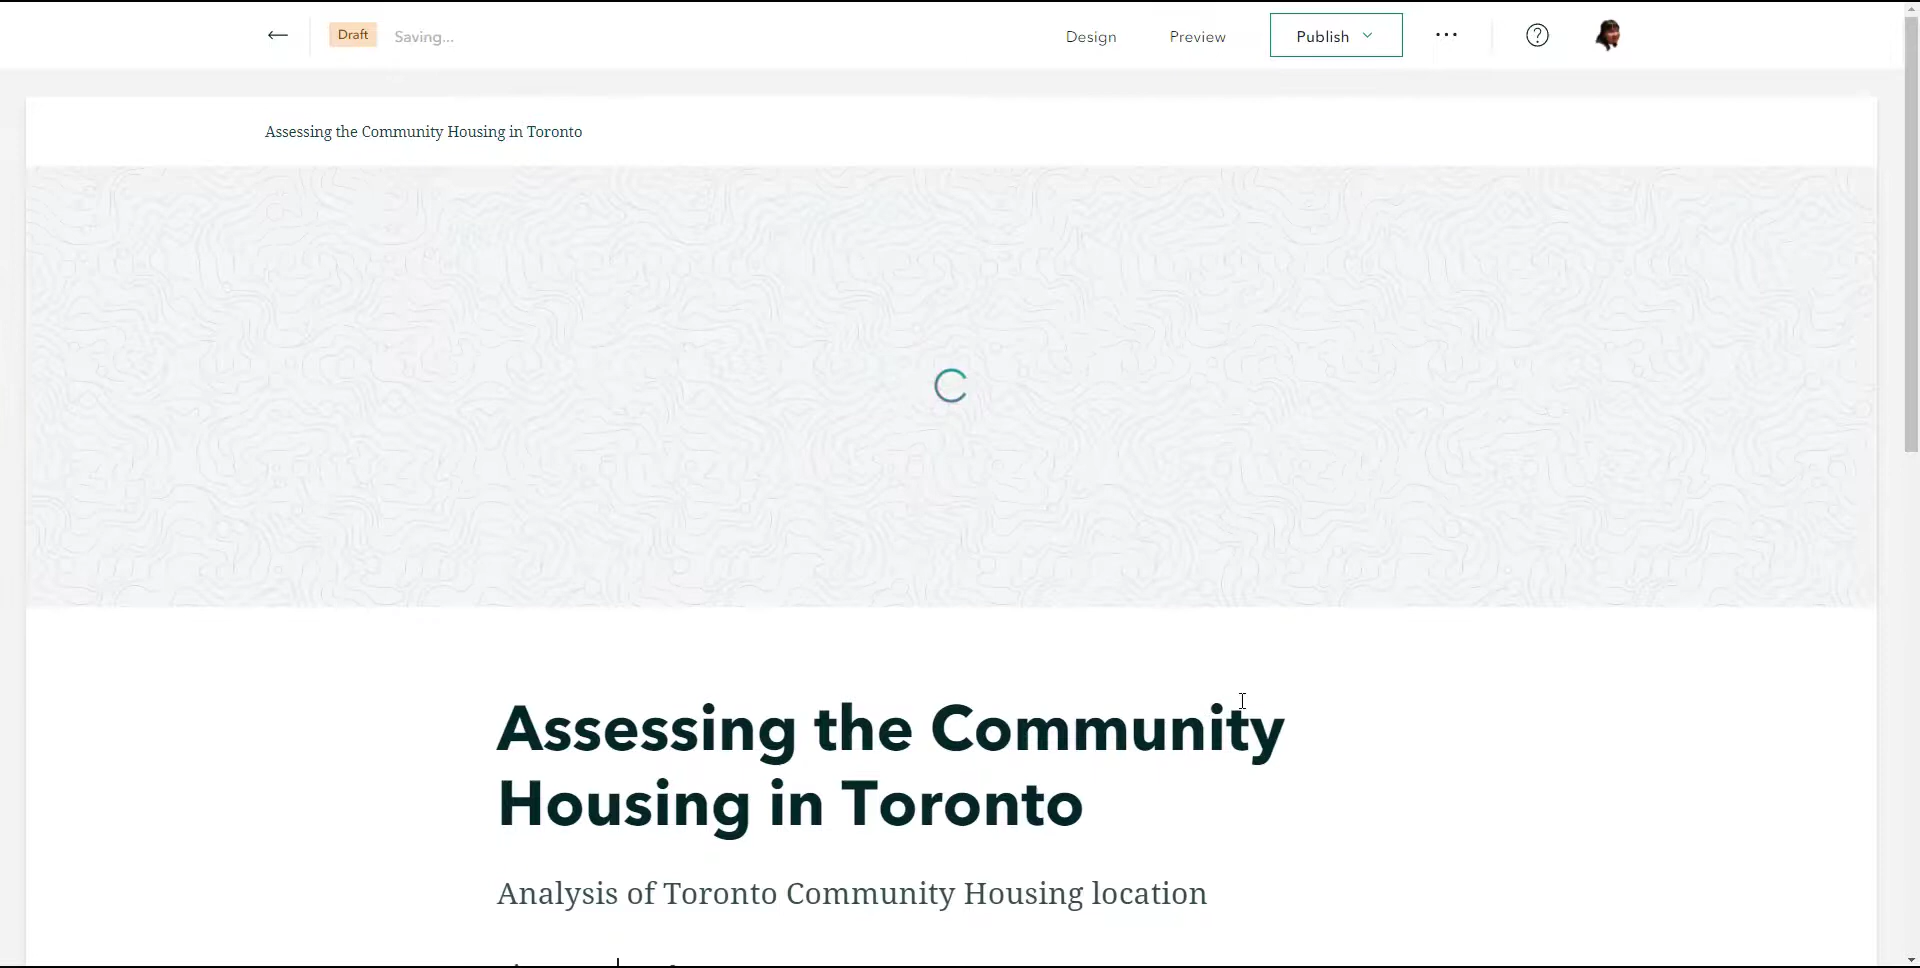 Draft
Saving...
Design
Preview
Publish
Assessing the Community Housing in Toronto
Assessing the Community
Housing in Toronto
Analysis of Toronto Community Housing location